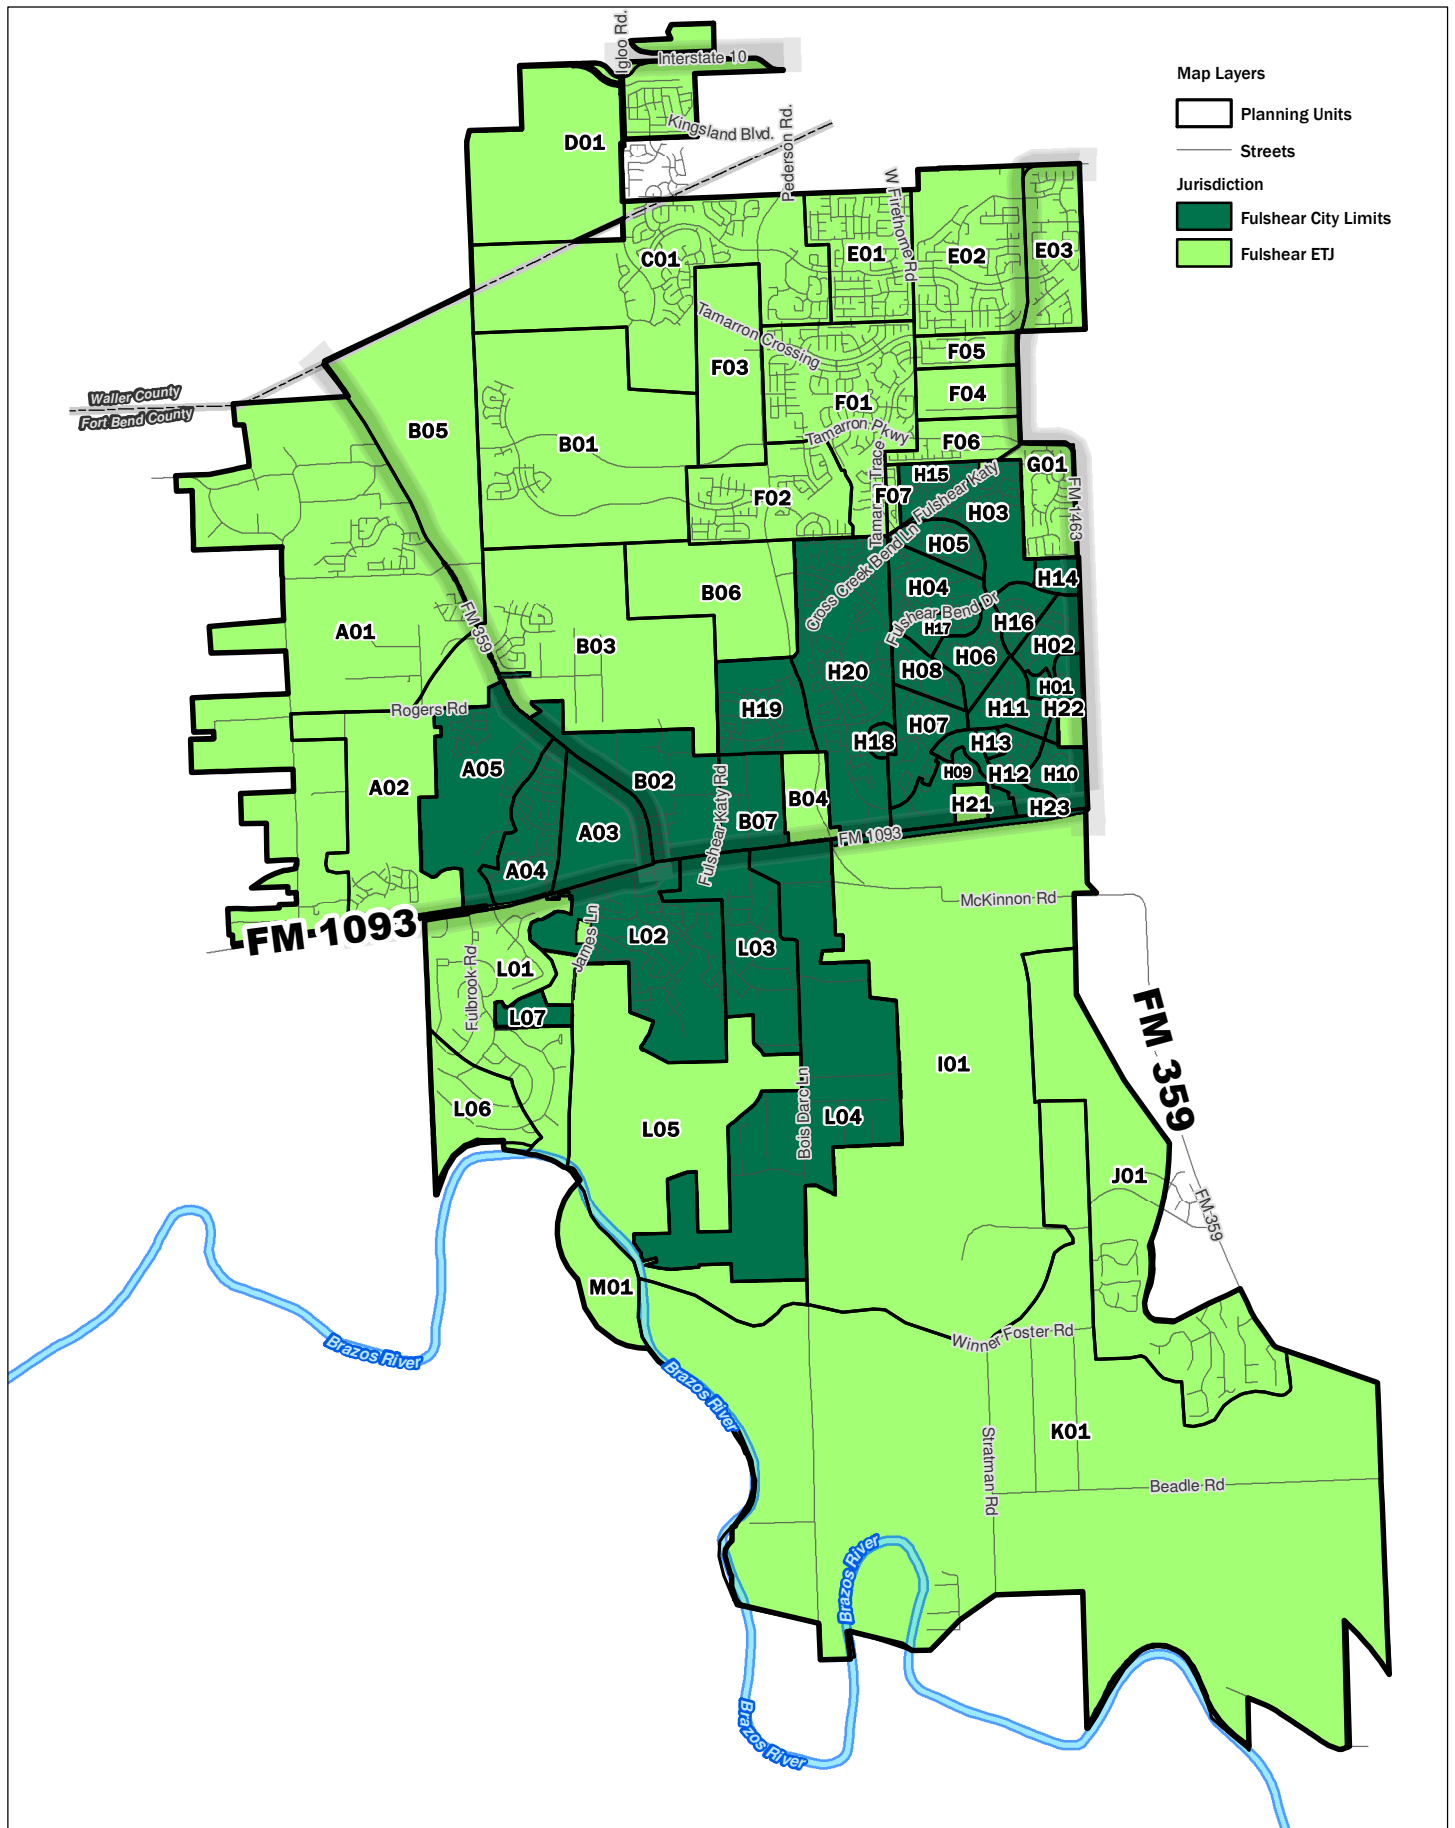 Igloo Rd.
Interstate 10
Map Layers
Planning Units
Streets
Jurisdiction
Fulshear City Limits
Fulshear ETJ
Kingsland Blvd.
Pederson Rd.
D01
W Firethorne Rd
C01
E01
E02
E03
Tamarron Crossing
F03
F05
F04
Waller County
Fort Bend County
B05
B01
F01
Tamarron Pkwy
F06
G01
FM 1463
H15
F07
F02
Tamarron Trace
Cross Creek Bend Ln
Fulshear Katy
H03
H05
H14
H04
Fulshear Bend Dr
B06
A01
FM 359
B03
H17
H16
H02
H20
H08
H06
H01
Rogers Rd
H19
H11
H22
H07
H18
H13
A05
A02
B02
H09
H12
H10
B04
H21
H23
Fulshear Katy Rd
B07
A03
FM 1093
A04
McKinnon Rd
FM 1093
James Ln
L02
L03
Fulbrook Rd
L01
L07
FM 359
I01
L06
L05
Bois Darc Ln
L04
J01
FM 359
M01
Brazos River
Winner Foster Rd
Brazos River
K01
Stratman Rd
Beadle Rd
Brazos River
Brazos River